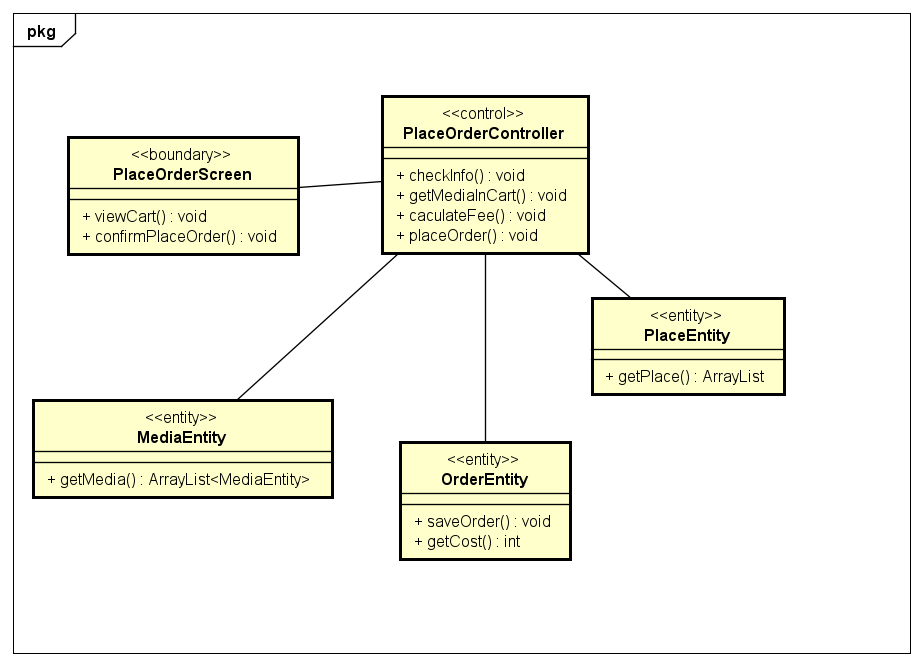 pkg
<<control>>
PlaceOrderController
+ checkInfo() : void
+ getMediaInCart() : void
+ caculateFee() : void
+ placeOrder() : void
<<boundary>>
PlaceOrderScreen
+ viewCart() : void
+ confirmPlaceOrder() : void
<<entity>>
PlaceEntity
+ getPlace() : ArrayList
<<entity>>
MediaEntity
+ getMedia() : ArrayList<MediaEntity>
<<entity>>
OrderEntity
+ saveOrder() : void
+ getCost() : int